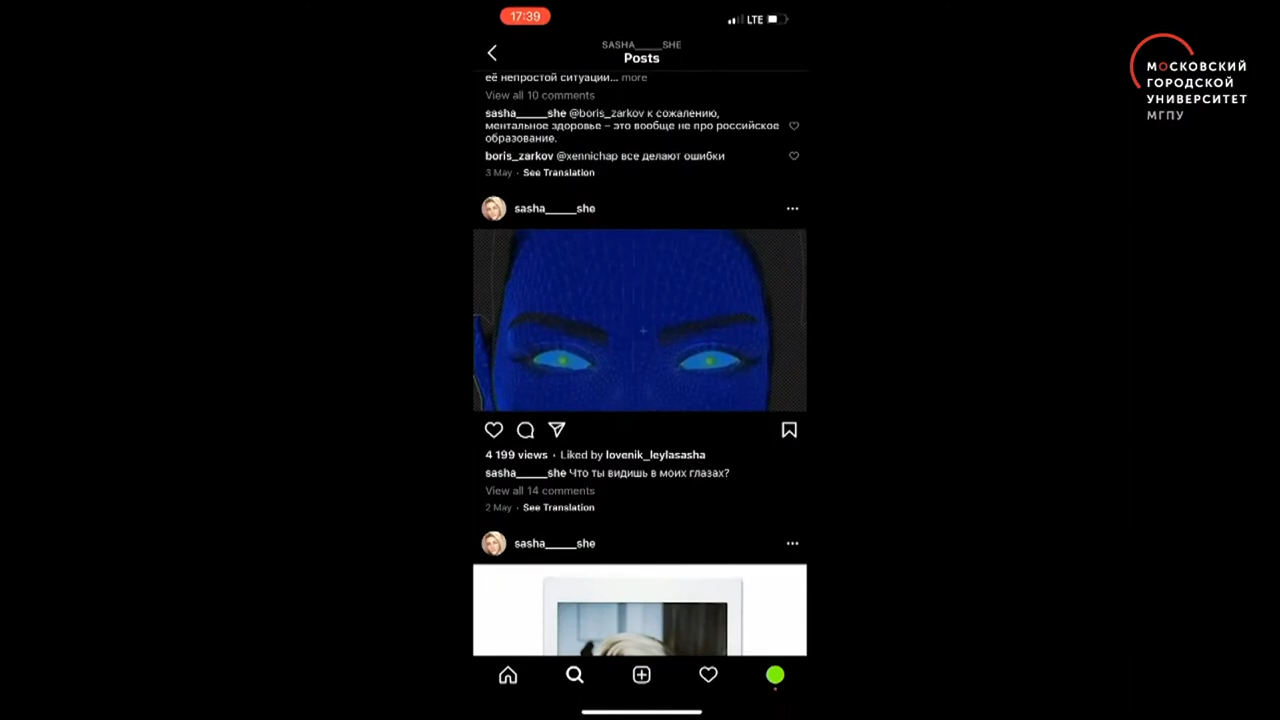 17:39
LTE
SASHA_____SHE
Posts
её непростой ситуации... more
View all 10 comments
sasha_____she @boris_zarkov к сожалению,
ментальное здоровье – это вообще не про российское
образование.
boris_zarkov @xennichap все делают ошибки
3 May · See Translation
sasha_____she
4 199 views · Liked by lovenik_leylasasha
sasha_____she Что ты видишь в моих глазах?
View all 14 comments
2 May · See Translation
sasha_____she
МОСКОВСКИЙ
ГОРОДСКОЙ
УНИВЕРСИТЕТ
МГПУ